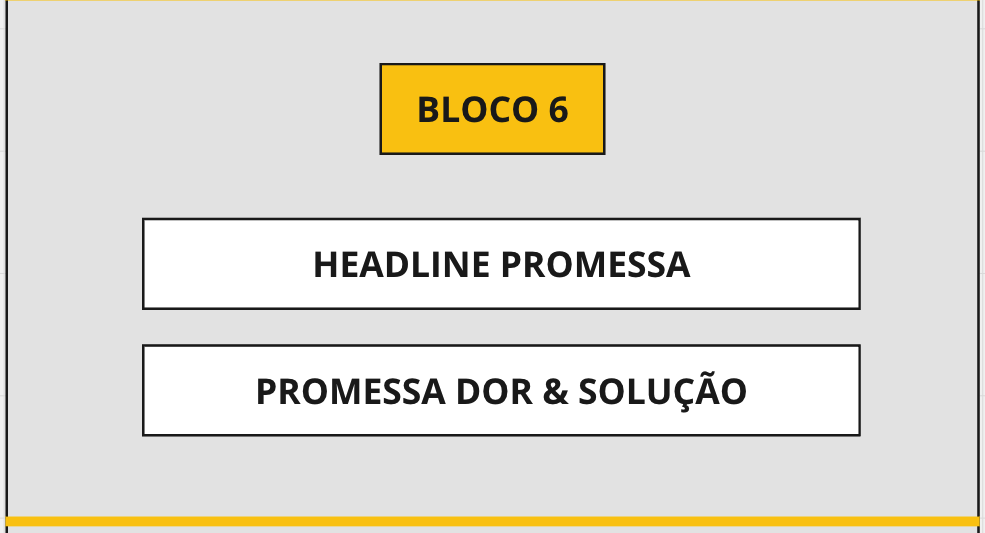 BLOCO 6
HEADLINE PROMESSA
PROMESSA DOR & SOLUÇÃO